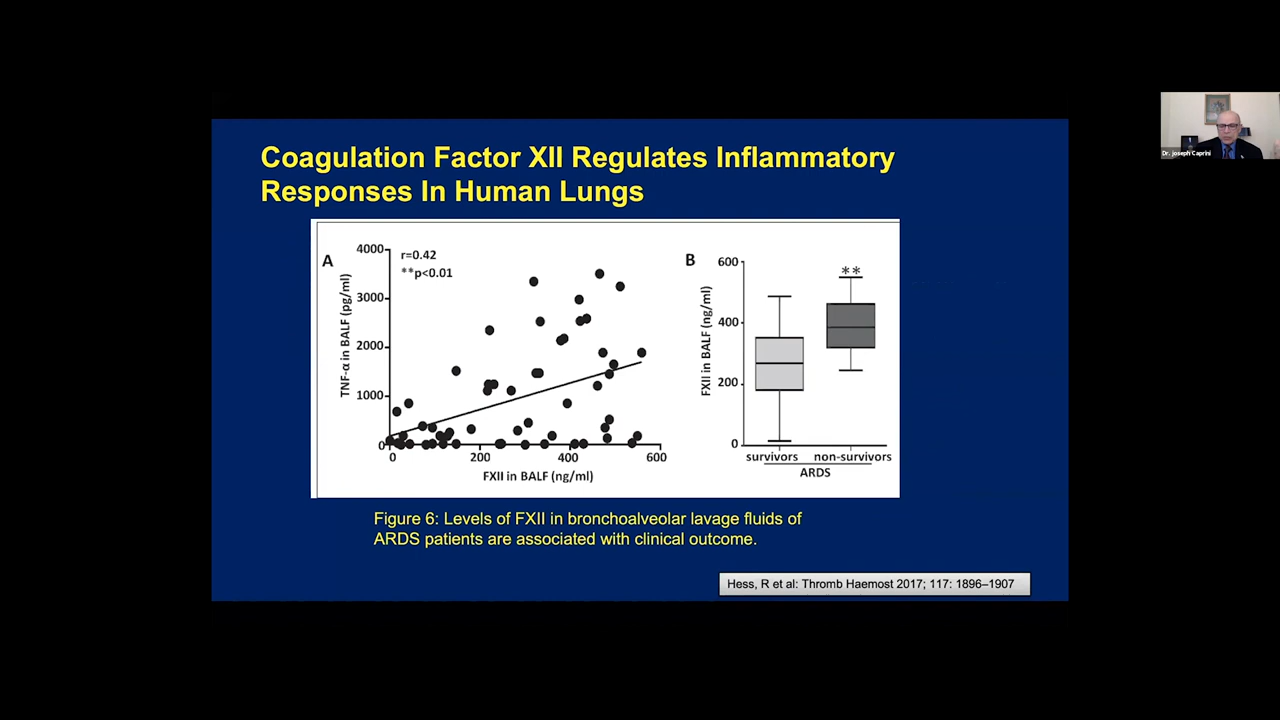 Coagulation Factor XII Regulates Inflammatory
Responses In Human Lungs
A
r=0.42
**p<0.01
TNF-α in BALF (pg/ml)
4000
3000
2000
1000
0
0 200 400 600
FXII in BALF (ng/ml)
B
**
FXII in BALF (ng/ml)
600
400
200
0
survivors non-survivors
ARDS
Figure 6: Levels of FXII in bronchoalveolar lavage fluids of
ARDS patients are associated with clinical outcome.
Hess, R et al: Thromb Haemost 2017; 117: 1896–1907
Dr. joseph Caprini